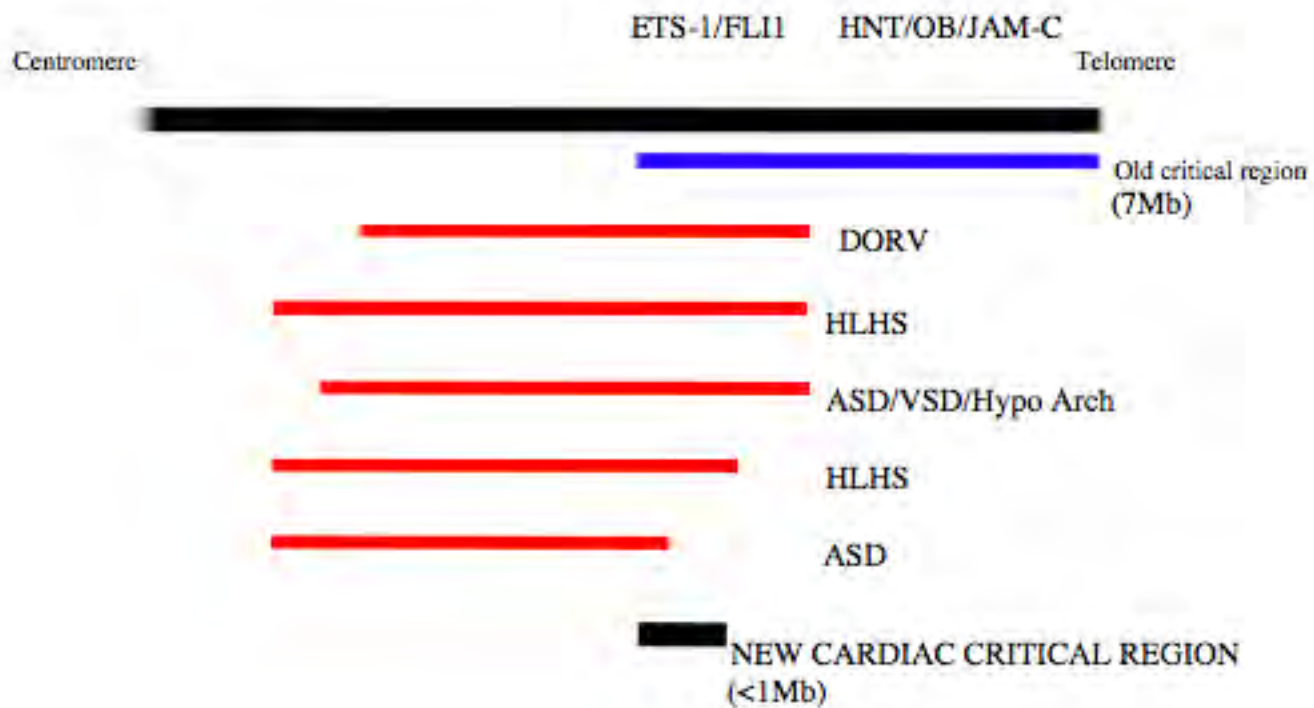 ETS-1/FLI1 HNT/OB/JAM-C
Centromere Telomere
Old critical region
(7Mb)
DORV
HLHS
ASD/VSD/Hypo Arch
HLHS
ASD
NEW CARDIAC CRITICAL REGION
(<1Mb)